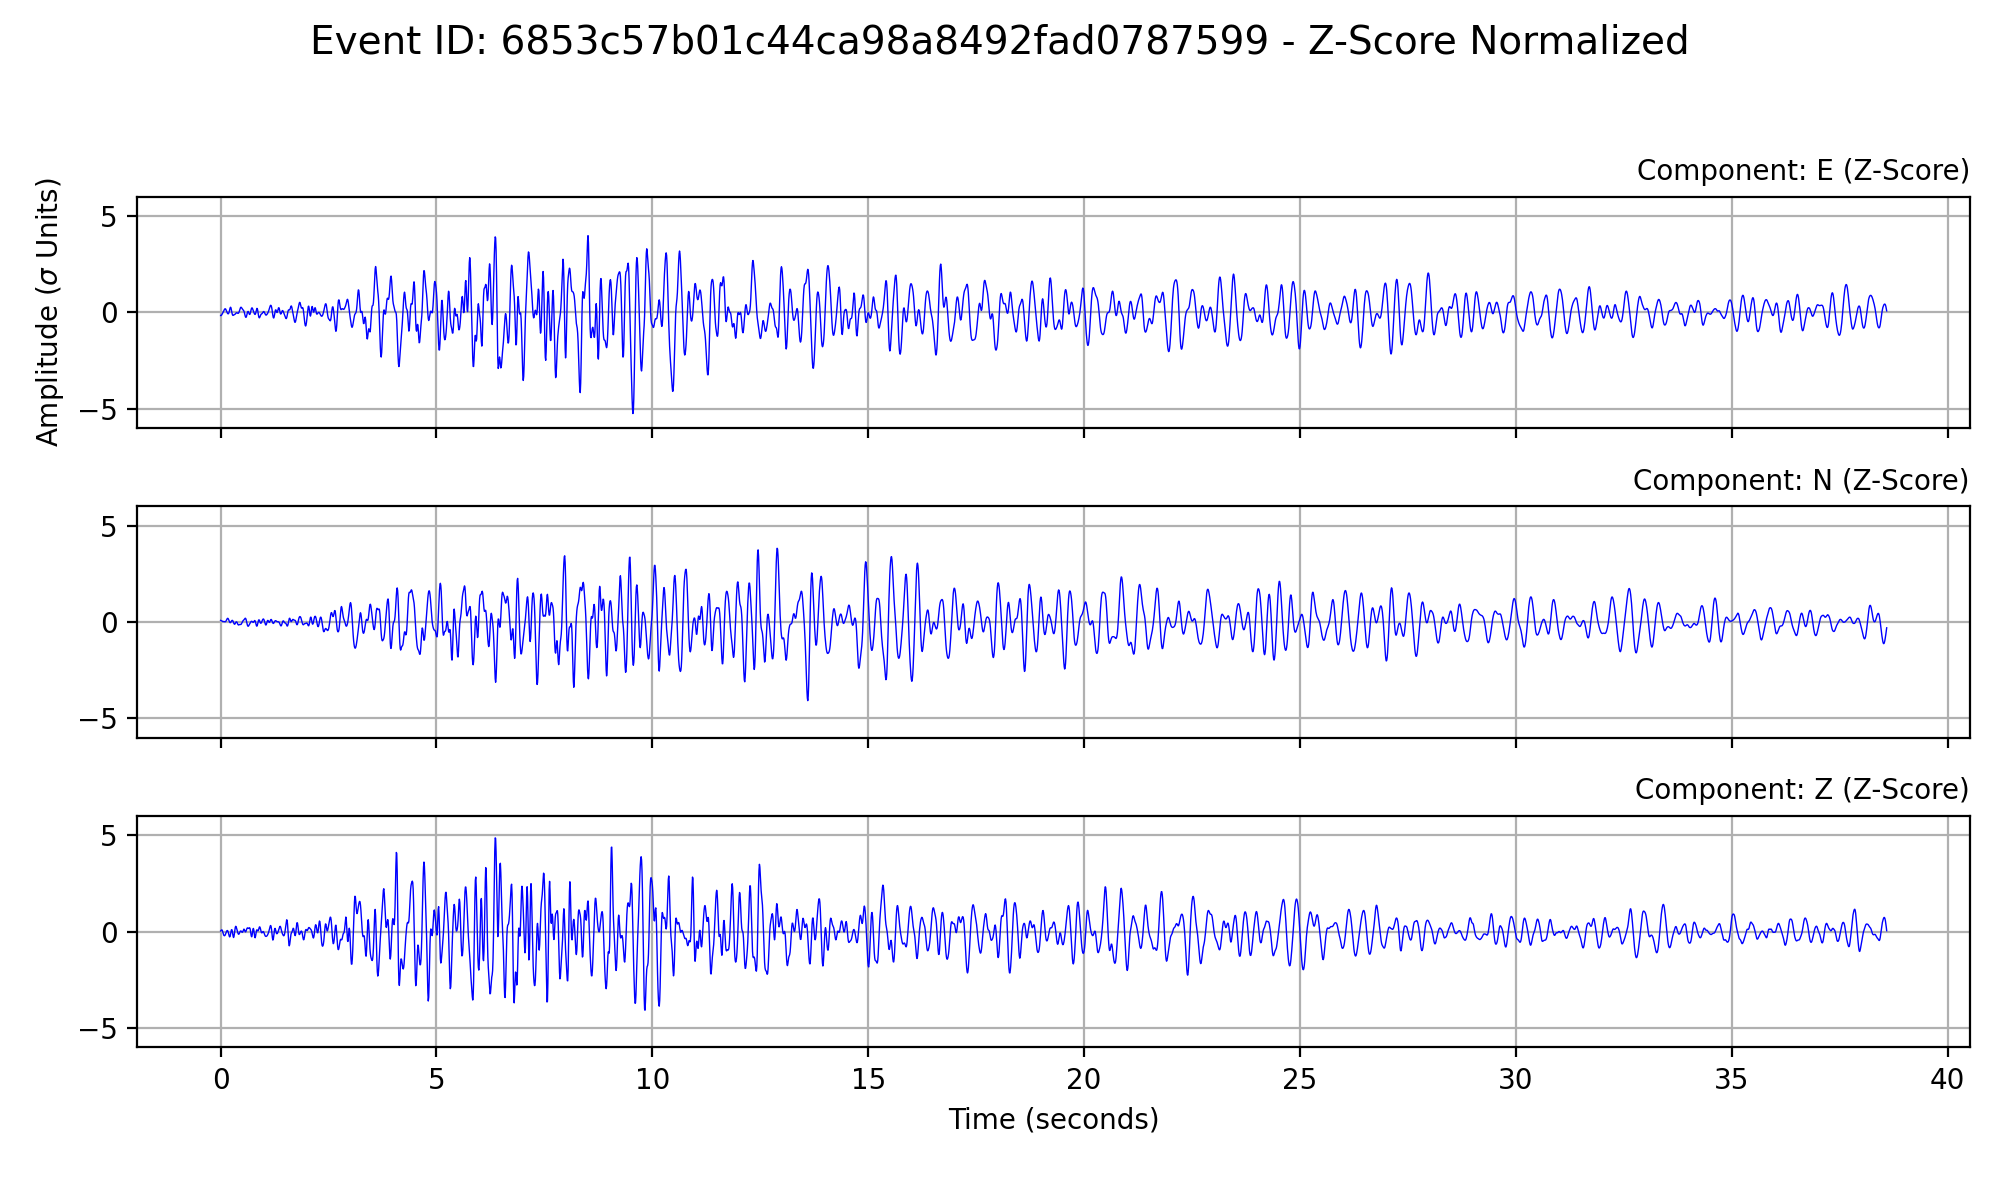 Event ID: 6853c57b01c44ca98a8492fad0787599 - Z-Score Normalized
Component: E (Z-Score)
Amplitude (σ Units)
5
0
−5
Component: N (Z-Score)
5
0
−5
Component: Z (Z-Score)
5
0
−5
0 5 10 15 20 25 30 35 40
Time (seconds)